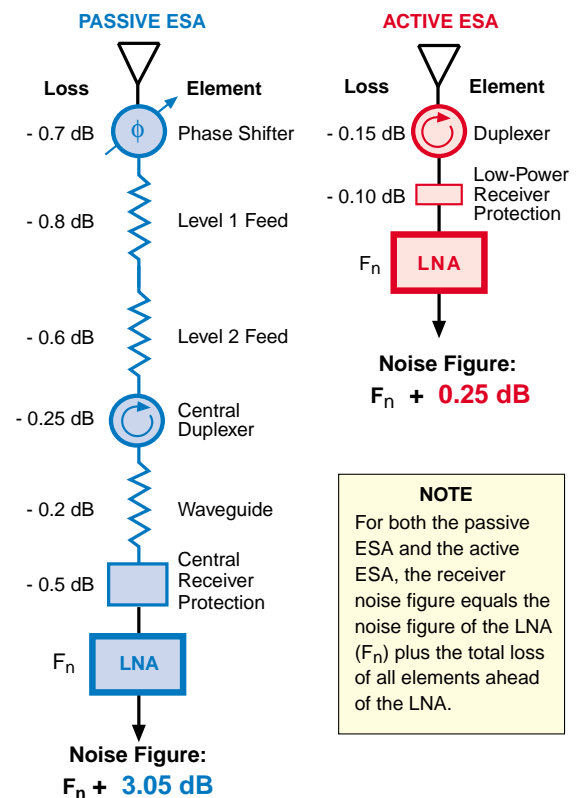 PASSIVE ESA
Loss Element
- 0.7 dB ϕ Phase Shifter
- 0.8 dB Level 1 Feed
- 0.6 dB Level 2 Feed
- 0.25 dB Central
Duplexer
- 0.2 dB Waveguide
- 0.5 dB Central
Receiver
Protection
Fn LNA
Noise Figure:
Fn + 3.05 dB
ACTIVE ESA
Loss Element
- 0.15 dB Duplexer
- 0.10 dB Low-Power
Receiver
Protection
Fn LNA
Noise Figure:
Fn + 0.25 dB
NOTE
For both the passive
ESA and the active
ESA, the receiver
noise figure equals the
noise figure of the LNA
(Fn) plus the total loss
of all elements ahead
of the LNA.